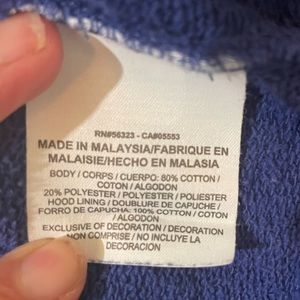 RN#56323 - CA#05553
MADE IN MALAYSIA/FABRIQUE EN
MALAISIE/HECHO EN MALASIA
BODY / CORPS / CUERPO: 80% COTTON /
COTON / ALGODON
20% POLYESTER / POLYESTER / POLIESTER
HOOD LINING / DOUBLURE DE CAPUCHE /
FORRO DE CAPUCHA: 100% COTTON / COTON
/ ALGODON
EXCLUSIVE OF DECORATION / DECORATION
NON COMPRISE / NO INCLUYE LA
DECORACION